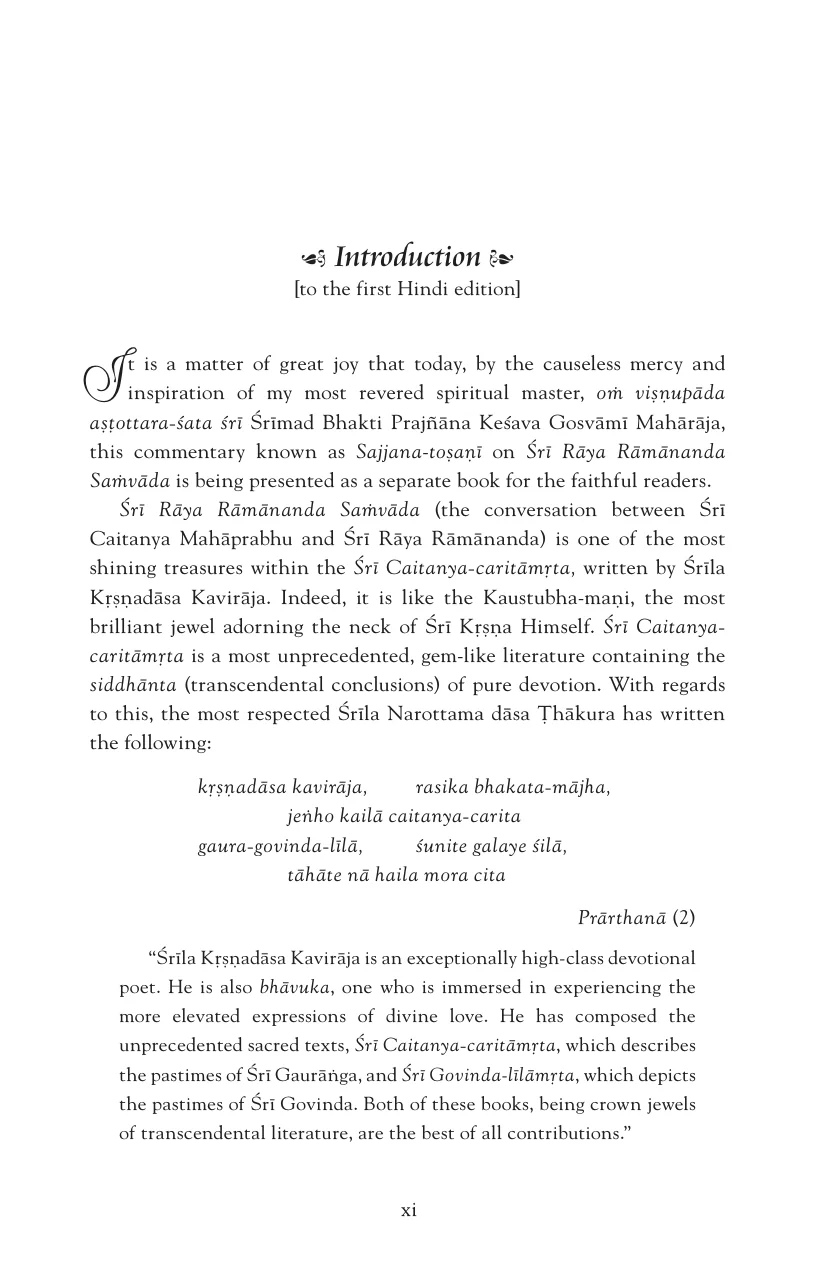 Introduction
[to the first Hindi edition]
It is a matter of great joy that today, by the causeless mercy and
inspiration of my most revered spiritual master, oṁ viṣṇupāda
aṣṭottara-śata śrī Śrīmad Bhakti Prajñāna Keśava Gosvāmī Mahārāja,
this commentary known as Sajjana-toṣaṇī on Śrī Rāya Rāmānanda
Saṁvāda is being presented as a separate book for the faithful readers.
Śrī Rāya Rāmānanda Saṁvāda (the conversation between Śrī
Caitanya Mahāprabhu and Śrī Rāya Rāmānanda) is one of the most
shining treasures within the Śrī Caitanya-caritāmṛta, written by Śrīla
Kṛṣṇadāsa Kavirāja. Indeed, it is like the Kaustubha-maṇi, the most
brilliant jewel adorning the neck of Śrī Kṛṣṇa Himself. Śrī Caitanya-
caritāmṛta is a most unprecedented, gem-like literature containing the
siddhānta (transcendental conclusions) of pure devotion. With regards
to this, the most respected Śrīla Narottama dāsa Ṭhākura has written
the following:
kṛṣṇadāsa kavirāja, rasika bhakata-mājha,
jeṅho kailā caitanya-carita
gaura-govinda-līlā, śunite galaye śilā,
tāhāte nā haila mora cita
Prārthanā (2)
“Śrīla Kṛṣṇadāsa Kavirāja is an exceptionally high-class devotional
poet. He is also bhāvuka, one who is immersed in experiencing the
more elevated expressions of divine love. He has composed the
unprecedented sacred texts, Śrī Caitanya-caritāmṛta, which describes
the pastimes of Śrī Gaurāṅga, and Śrī Govinda-līlāmṛta, which depicts
the pastimes of Śrī Govinda. Both of these books, being crown jewels
of transcendental literature, are the best of all contributions.”
xi